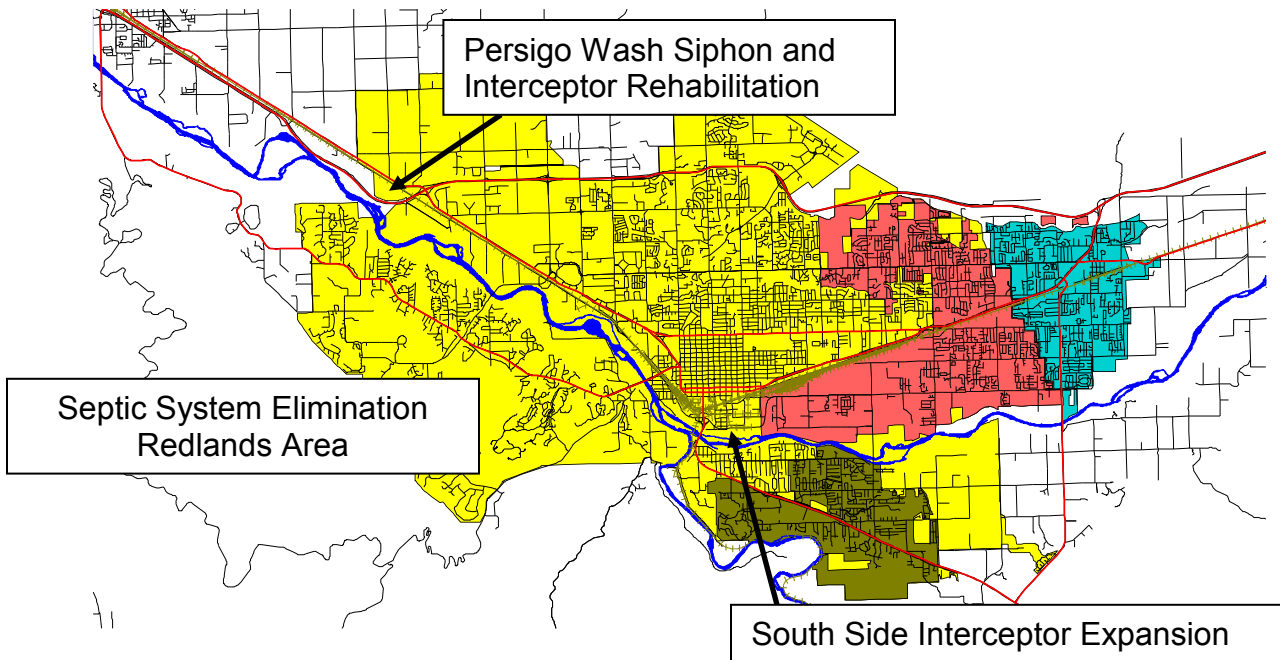 Persigo Wash Siphon and
Interceptor Rehabilitation
Septic System Elimination
Redlands Area
South Side Interceptor Expansion